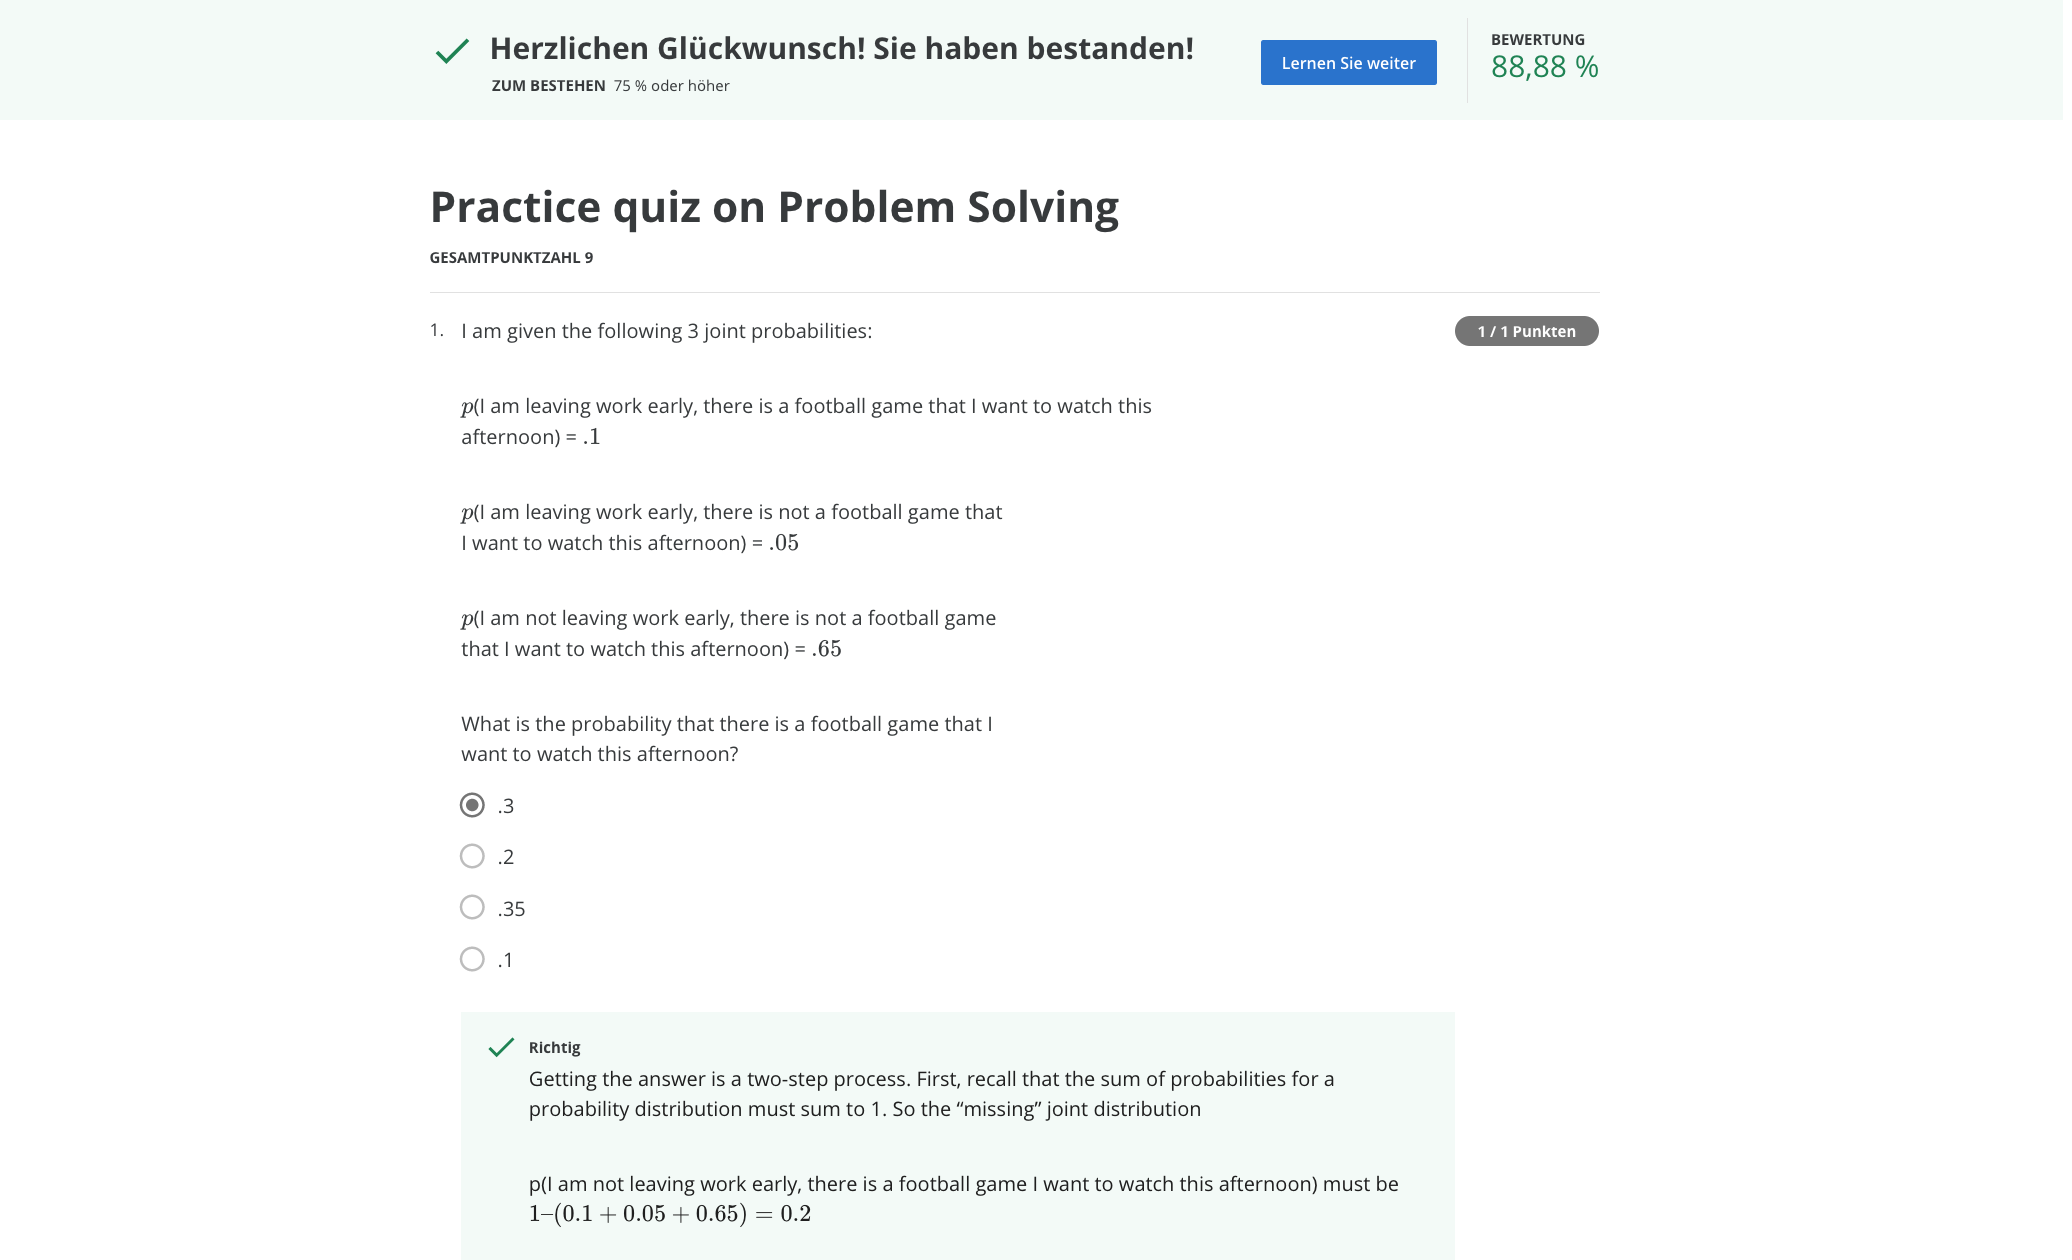 Herzlichen Glückwunsch! Sie haben bestanden!
ZUM BESTEHEN 75 % oder höher
Lernen Sie weiter
BEWERTUNG
88,88 %
Practice quiz on Problem Solving
GESAMTPUNKTZAHL 9
1. I am given the following 3 joint probabilities:
1 / 1 Punkten
p(I am leaving work early, there is a football game that I want to watch this
afternoon) = .1
p(I am leaving work early, there is not a football game that
I want to watch this afternoon) = .05
p(I am not leaving work early, there is not a football game
that I want to watch this afternoon) = .65
What is the probability that there is a football game that I
want to watch this afternoon?
.3
.2
.35
.1
Richtig
Getting the answer is a two-step process. First, recall that the sum of probabilities for a
probability distribution must sum to 1. So the “missing” joint distribution
p(I am not leaving work early, there is a football game I want to watch this afternoon) must be
1–(0.1 + 0.05 + 0.65) = 0.2